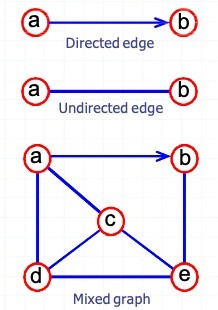 a b
Directed edge
a b
Undirected edge
a b
c
d e
Mixed graph